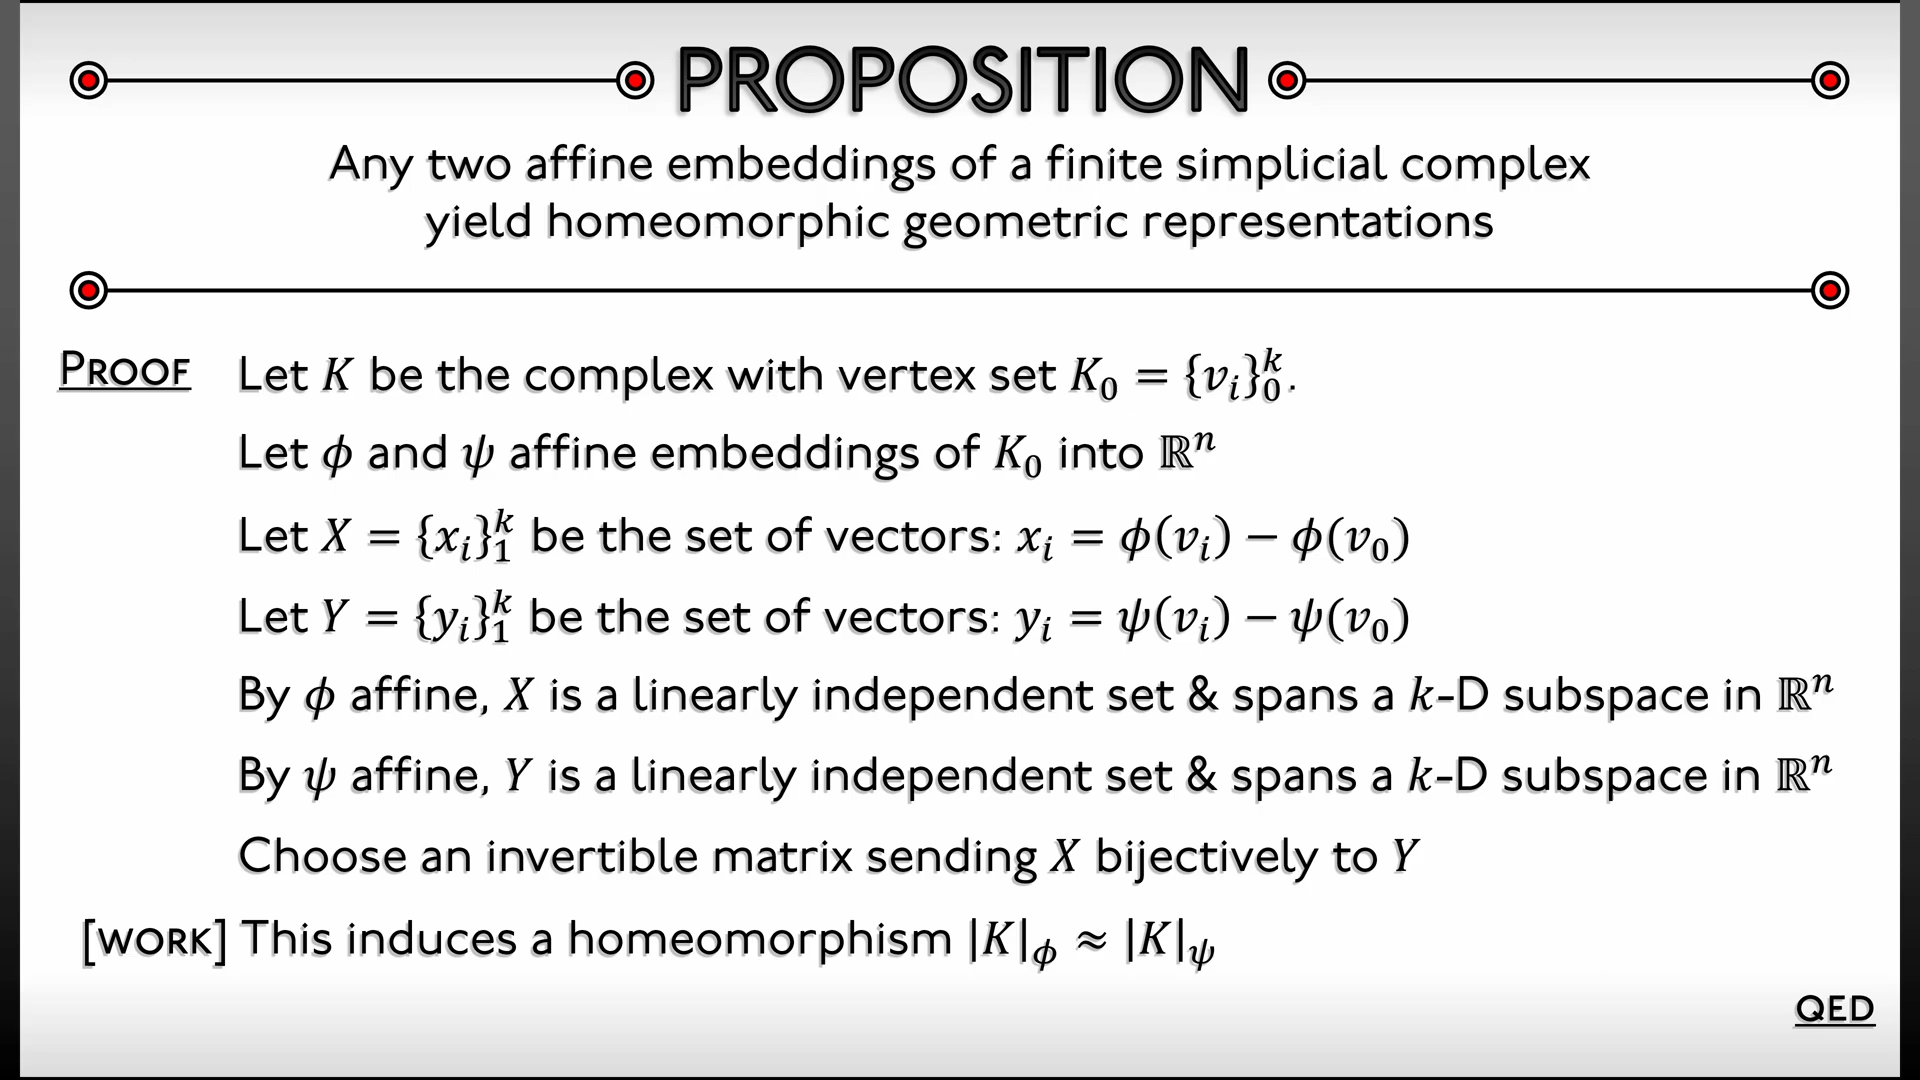 PROPOSITION
Any two affine embeddings of a finite simplicial complex
yield homeomorphic geometric representations
PROOF Let K be the complex with vertex set K₀ = {vᵢ}₀ᵏ.
Let ϕ and ψ affine embeddings of K₀ into ℝⁿ
Let X = {xᵢ}₁ᵏ be the set of vectors: xᵢ = ϕ(vᵢ) − ϕ(v₀)
Let Y = {yᵢ}₁ᵏ be the set of vectors: yᵢ = ψ(vᵢ) − ψ(v₀)
By ϕ affine, X is a linearly independent set & spans a k-D subspace in ℝⁿ
By ψ affine, Y is a linearly independent set & spans a k-D subspace in ℝⁿ
Choose an invertible matrix sending X bijectively to Y
[WORK] This induces a homeomorphism |K|_ϕ ≈ |K|_ψ
QED